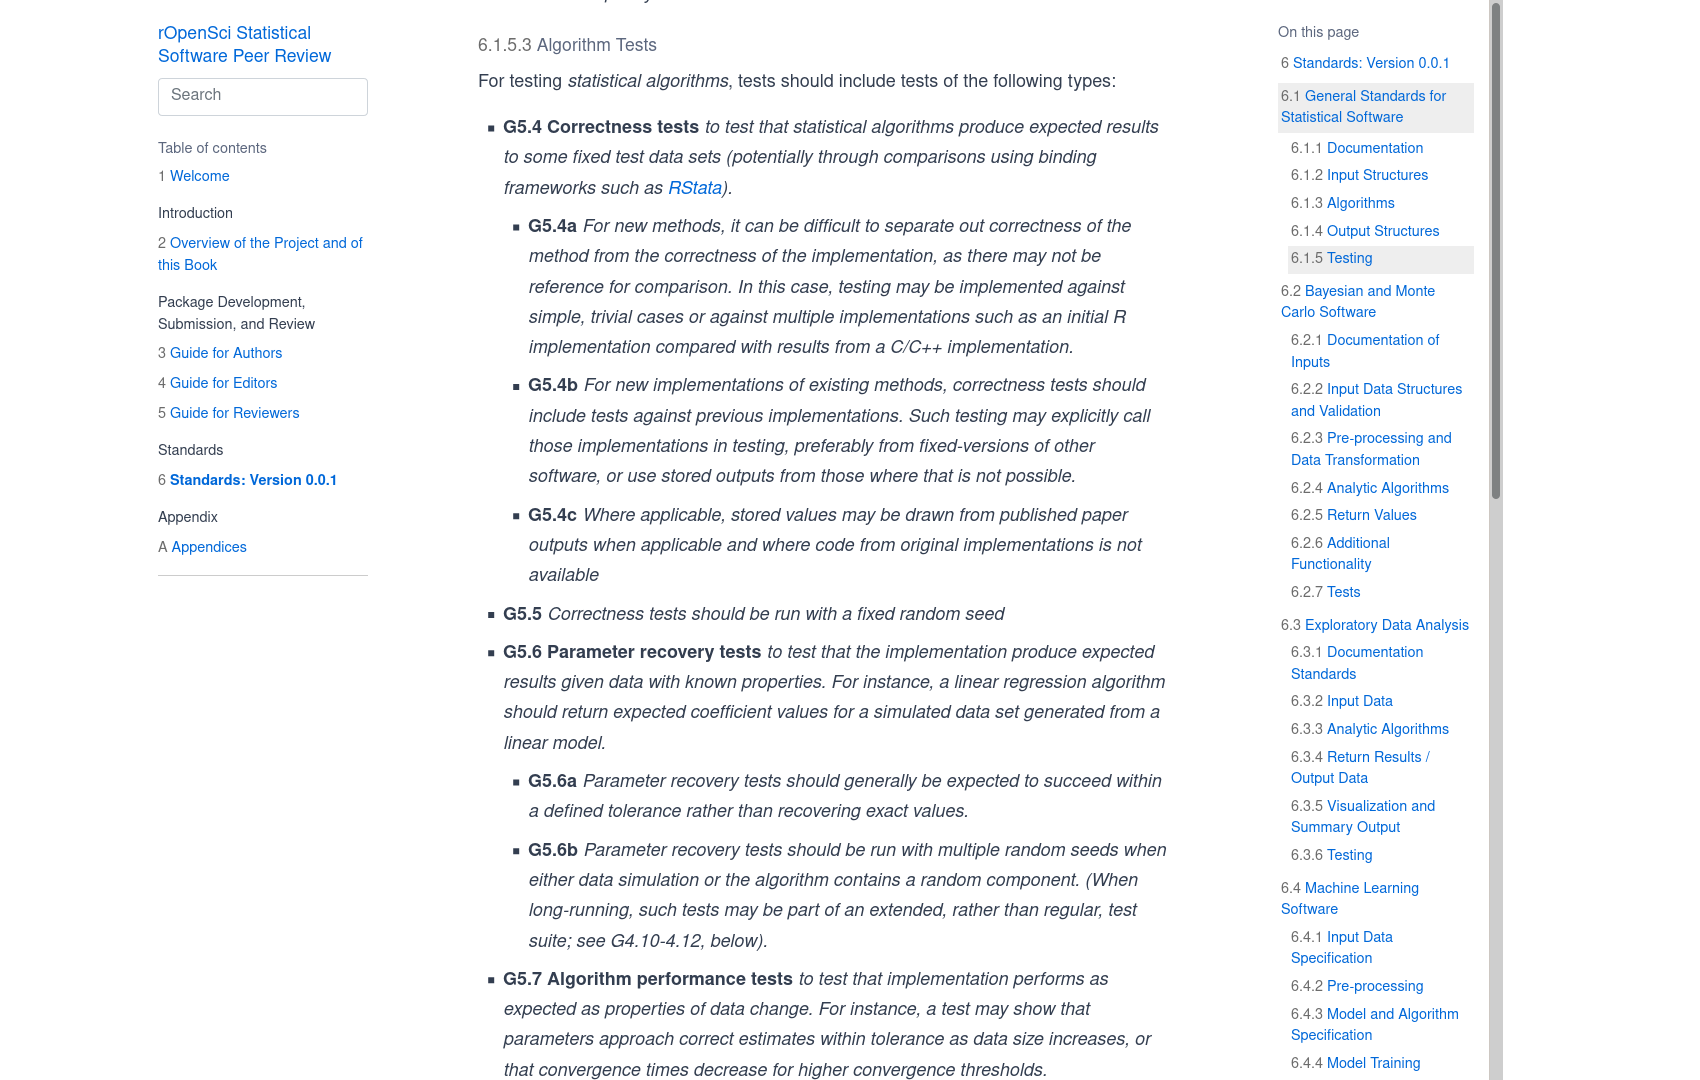 rOpenSci Statistical
Software Peer Review
Search
Table of contents
1 Welcome
Introduction
2 Overview of the Project and of
this Book
Package Development,
Submission, and Review
3 Guide for Authors
4 Guide for Editors
5 Guide for Reviewers
Standards
6 Standards: Version 0.0.1
Appendix
A Appendices
6.1.5.3 Algorithm Tests
For testing statistical algorithms, tests should include tests of the following types:
▪ G5.4 Correctness tests to test that statistical algorithms produce expected results
to some fixed test data sets (potentially through comparisons using binding
frameworks such as RStata).
▪ G5.4a For new methods, it can be difficult to separate out correctness of the
method from the correctness of the implementation, as there may not be
reference for comparison. In this case, testing may be implemented against
simple, trivial cases or against multiple implementations such as an initial R
implementation compared with results from a C/C++ implementation.
▪ G5.4b For new implementations of existing methods, correctness tests should
include tests against previous implementations. Such testing may explicitly call
those implementations in testing, preferably from fixed-versions of other
software, or use stored outputs from those where that is not possible.
▪ G5.4c Where applicable, stored values may be drawn from published paper
outputs when applicable and where code from original implementations is not
available
▪ G5.5 Correctness tests should be run with a fixed random seed
▪ G5.6 Parameter recovery tests to test that the implementation produce expected
results given data with known properties. For instance, a linear regression algorithm
should return expected coefficient values for a simulated data set generated from a
linear model.
▪ G5.6a Parameter recovery tests should generally be expected to succeed within
a defined tolerance rather than recovering exact values.
▪ G5.6b Parameter recovery tests should be run with multiple random seeds when
either data simulation or the algorithm contains a random component. (When
long-running, such tests may be part of an extended, rather than regular, test
suite; see G4.10-4.12, below).
▪ G5.7 Algorithm performance tests to test that implementation performs as
expected as properties of data change. For instance, a test may show that
parameters approach correct estimates within tolerance as data size increases, or
that convergence times decrease for higher convergence thresholds.
On this page
6 Standards: Version 0.0.1
6.1 General Standards for
Statistical Software
6.1.1 Documentation
6.1.2 Input Structures
6.1.3 Algorithms
6.1.4 Output Structures
6.1.5 Testing
6.2 Bayesian and Monte
Carlo Software
6.2.1 Documentation of
Inputs
6.2.2 Input Data Structures
and Validation
6.2.3 Pre-processing and
Data Transformation
6.2.4 Analytic Algorithms
6.2.5 Return Values
6.2.6 Additional
Functionality
6.2.7 Tests
6.3 Exploratory Data Analysis
6.3.1 Documentation
Standards
6.3.2 Input Data
6.3.3 Analytic Algorithms
6.3.4 Return Results /
Output Data
6.3.5 Visualization and
Summary Output
6.3.6 Testing
6.4 Machine Learning
Software
6.4.1 Input Data
Specification
6.4.2 Pre-processing
6.4.3 Model and Algorithm
Specification
6.4.4 Model Training